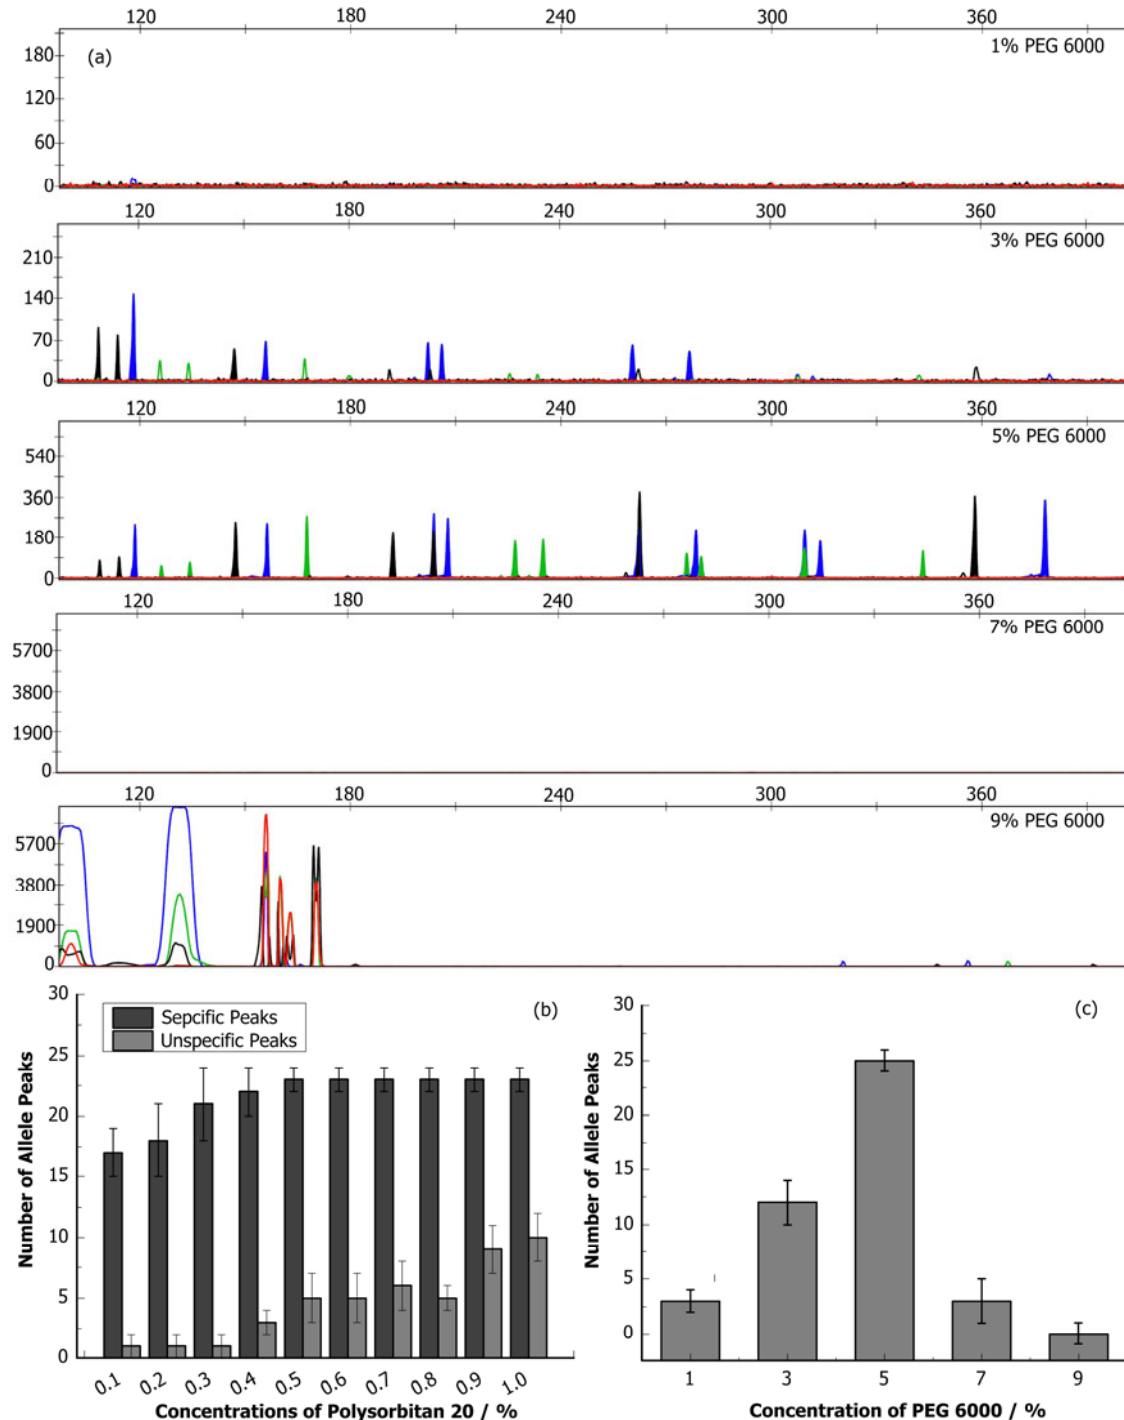 120 180 240 300 360
(a) 1% PEG 6000
180
120
60
0
120 180 240 300 360
3% PEG 6000
210
140
70
0
120 180 240 300 360
5% PEG 6000
540
360
180
0
120 180 240 300 360
7% PEG 6000
5700
3800
1900
0
120 180 240 300 360
9% PEG 6000
5700
3800
1900
0
(b)
Sepcific Peaks
Unspecific Peaks
Number of Allele Peaks
30
25
20
15
10
5
0
0.1 0.2 0.3 0.4 0.5 0.6 0.7 0.8 0.9 1.0
Concentrations of Polysorbitan 20 / %
(c)
Number of Allele Peaks
30
25
20
15
10
5
0
1 3 5 7 9
Concentration of PEG 6000 / %